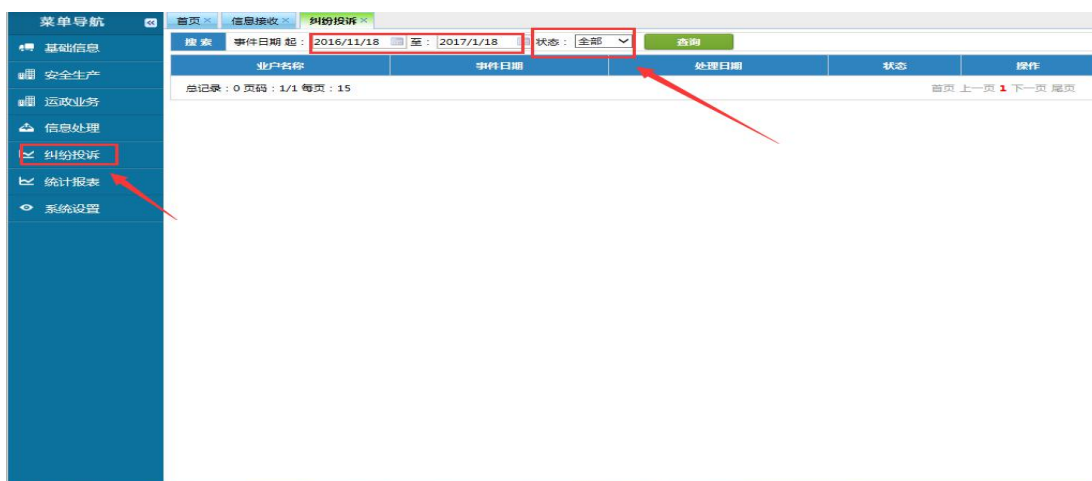 菜单导航
首页 信息接收 纠纷投诉
基础信息
安全生产
运政业务
信息处理
纠纷投诉
统计报表
系统设置
搜索 事件日期 起： 2016/11/18 至： 2017/1/18 状态： 全部 查询
业户名称 事件日期 处理日期 状态 操作
总记录：0 页码：1/1 每页：15 首页 上一页 1 下一页 尾页